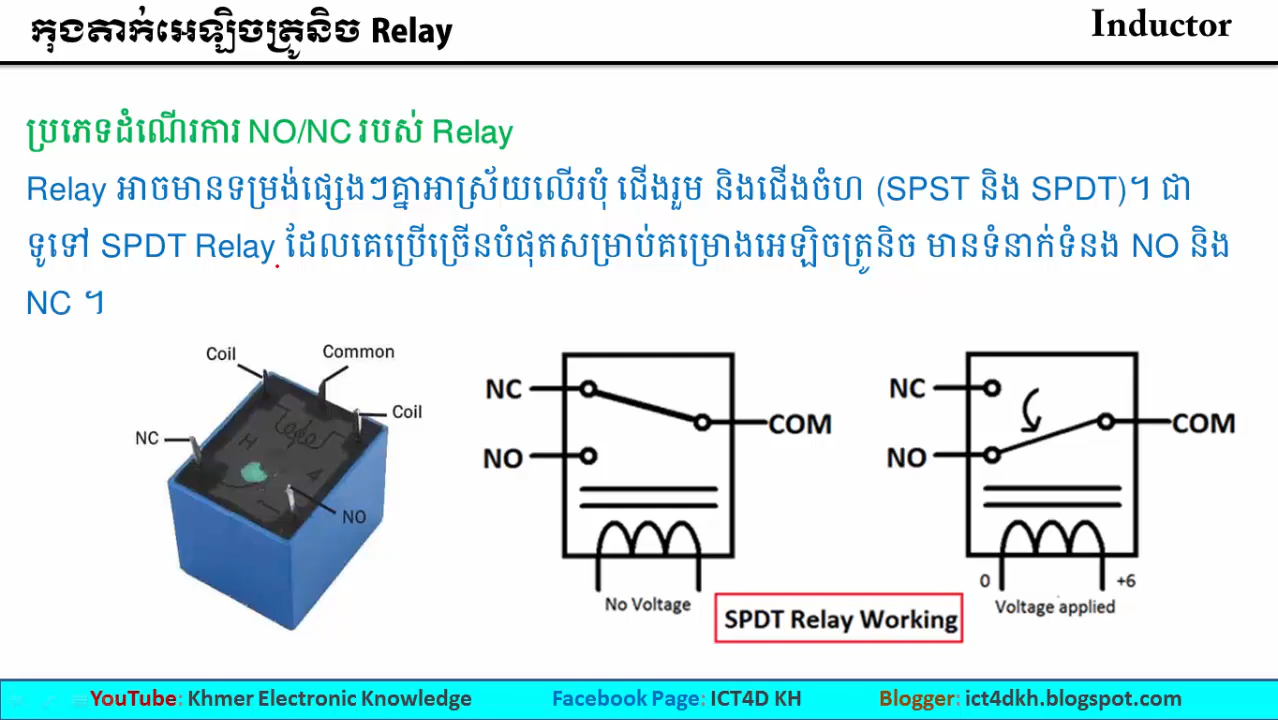 កុងតាក់អេឡិចត្រូនិច Relay
Inductor
ប្រភេទដំណើរការ NO/NC របស់ Relay
Relay អាចមានទម្រង់ផ្សេងៗគ្នាអាស្រ័យលើរបុំ ជើងរួម និងជើងចំហ (SPST និង SPDT)។ ជា
ទូទៅ SPDT Relay ដែលគេប្រើច្រើនបំផុតសម្រាប់គម្រោងអេឡិចត្រូនិច មានទំនាក់ទំនង NO និង
NC ។
Coil
Common
Coil
NC
NO
NC
NO
COM
No Voltage
NC
NO
COM
0
+6
Voltage applied
SPDT Relay Working
YouTube: Khmer Electronic Knowledge Facebook Page: ICT4D KH Blogger: ict4dkh.blogspot.com